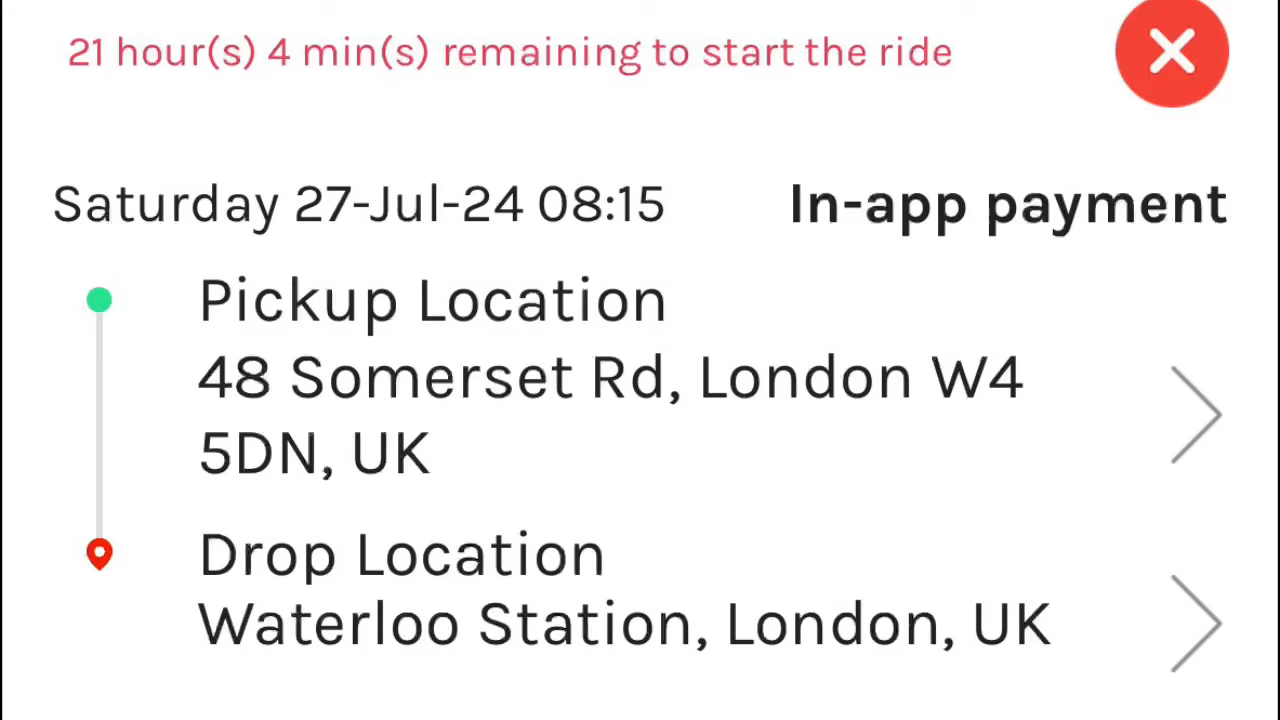 21 hour(s) 4 min(s) remaining to start the ride
Saturday 27-Jul-24 08:15 In-app payment
Pickup Location
48 Somerset Rd, London W4
5DN, UK
Drop Location
Waterloo Station, London, UK